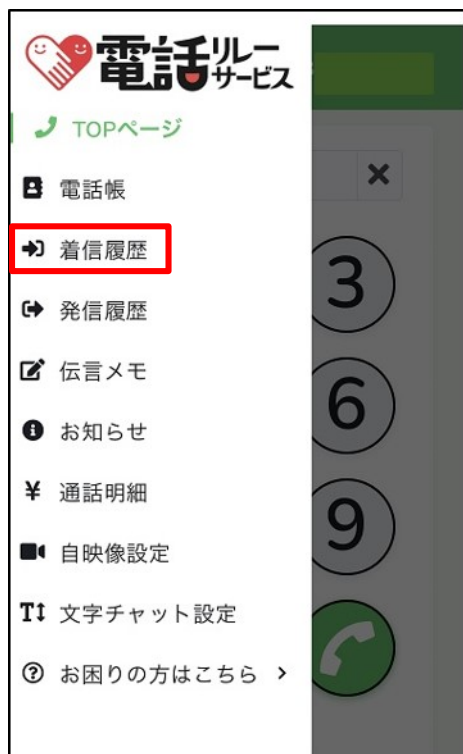 電話リレーサービス
TOPページ
電話帳
着信履歴
3
発信履歴
伝言メモ
6
お知らせ
¥ 通話明細
9
自映像設定
T 文字チャット設定
お困りの方はこちら